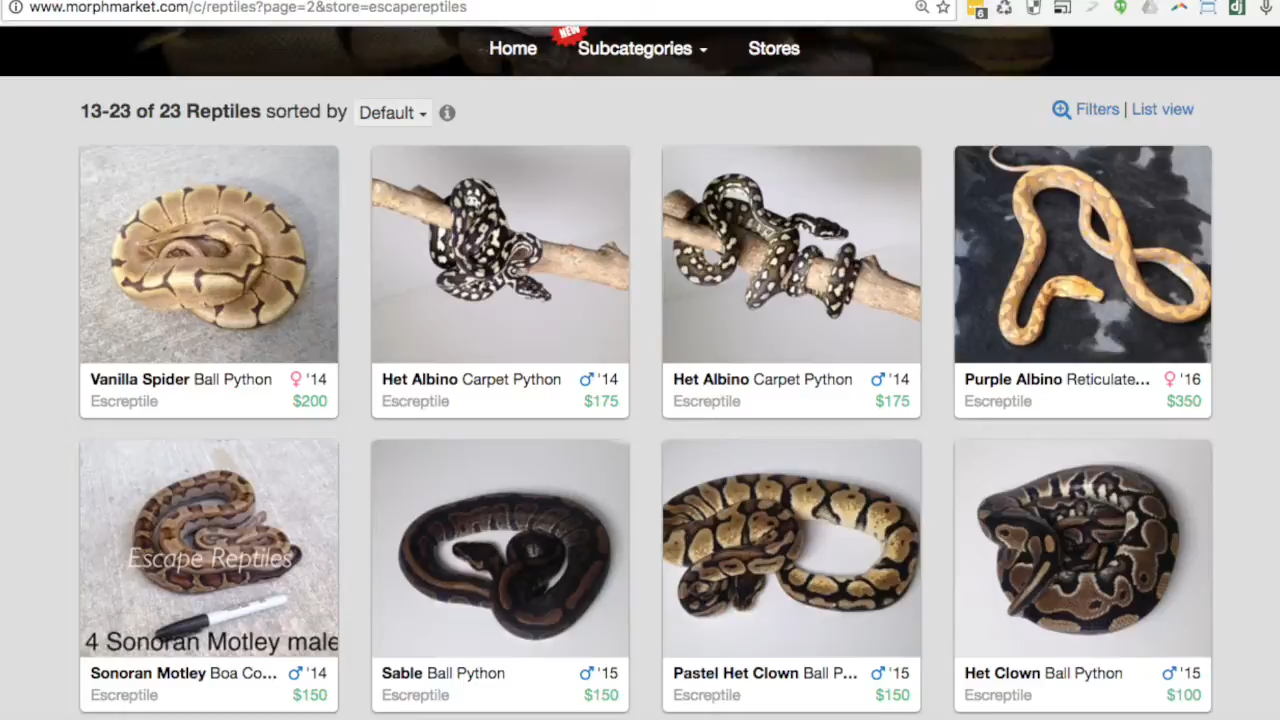 www.morphmarket.com/c/reptiles?page=2&store=escapereptiles
6
dj
NEW
Home Subcategories Stores
13-23 of 23 Reptiles sorted by Default
Filters | List view
Vanilla Spider Ball Python ♀ '14
Escreptile $200
Het Albino Carpet Python ♂ '14
Escreptile $175
Het Albino Carpet Python ♂ '14
Escreptile $175
Purple Albino Reticulate... ♀ '16
Escreptile $350
Escape Reptiles
4 Sonoran Motley male
Sonoran Motley Boa Co... ♂ '14
Escreptile $150
Sable Ball Python ♂ '15
Escreptile $150
Pastel Het Clown Ball P... ♂ '15
Escreptile $150
Het Clown Ball Python ♂ '15
Escreptile $100